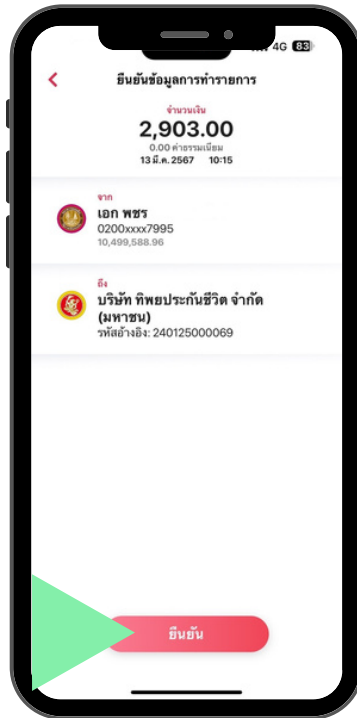 4G 83
ยืนยันข้อมูลการทำรายการ
จำนวนเงิน
2,903.00
0.00 ค่าธรรมเนียม
13 มี.ค. 2567 10:15
จาก
เอก พชร
0200xxxx7995
10,499,588.96
ถึง
บริษัท ทิพยประกันชีวิต จำกัด
(มหาชน)
รหัสอ้างอิง: 240125000069
ยืนยัน